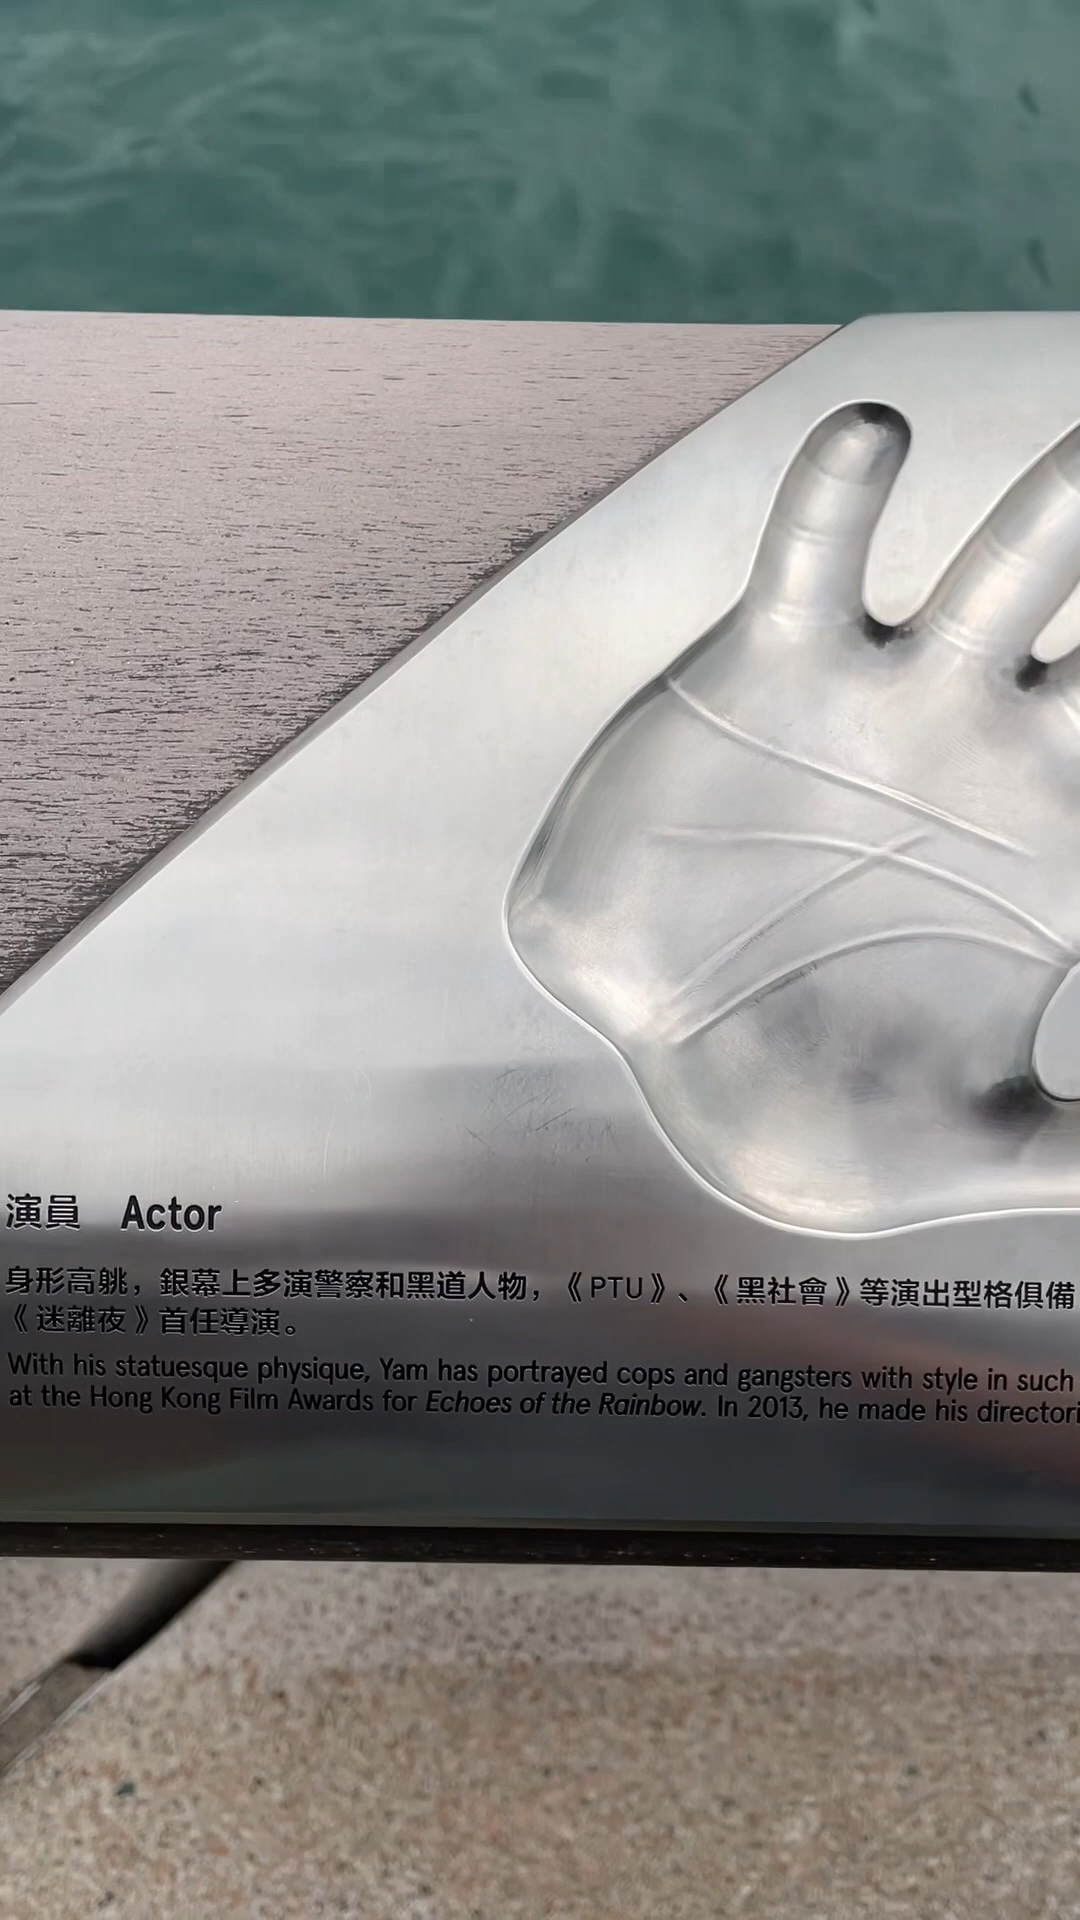 演員 Actor
身形高䠷，銀幕上多演警察和黑道人物，《PTU》、《黑社會》等演出型格俱備
《迷離夜》首任導演。
With his statuesque physique, Yam has portrayed cops and gangsters with style in such
at the Hong Kong Film Awards for Echoes of the Rainbow. In 2013, he made his directori